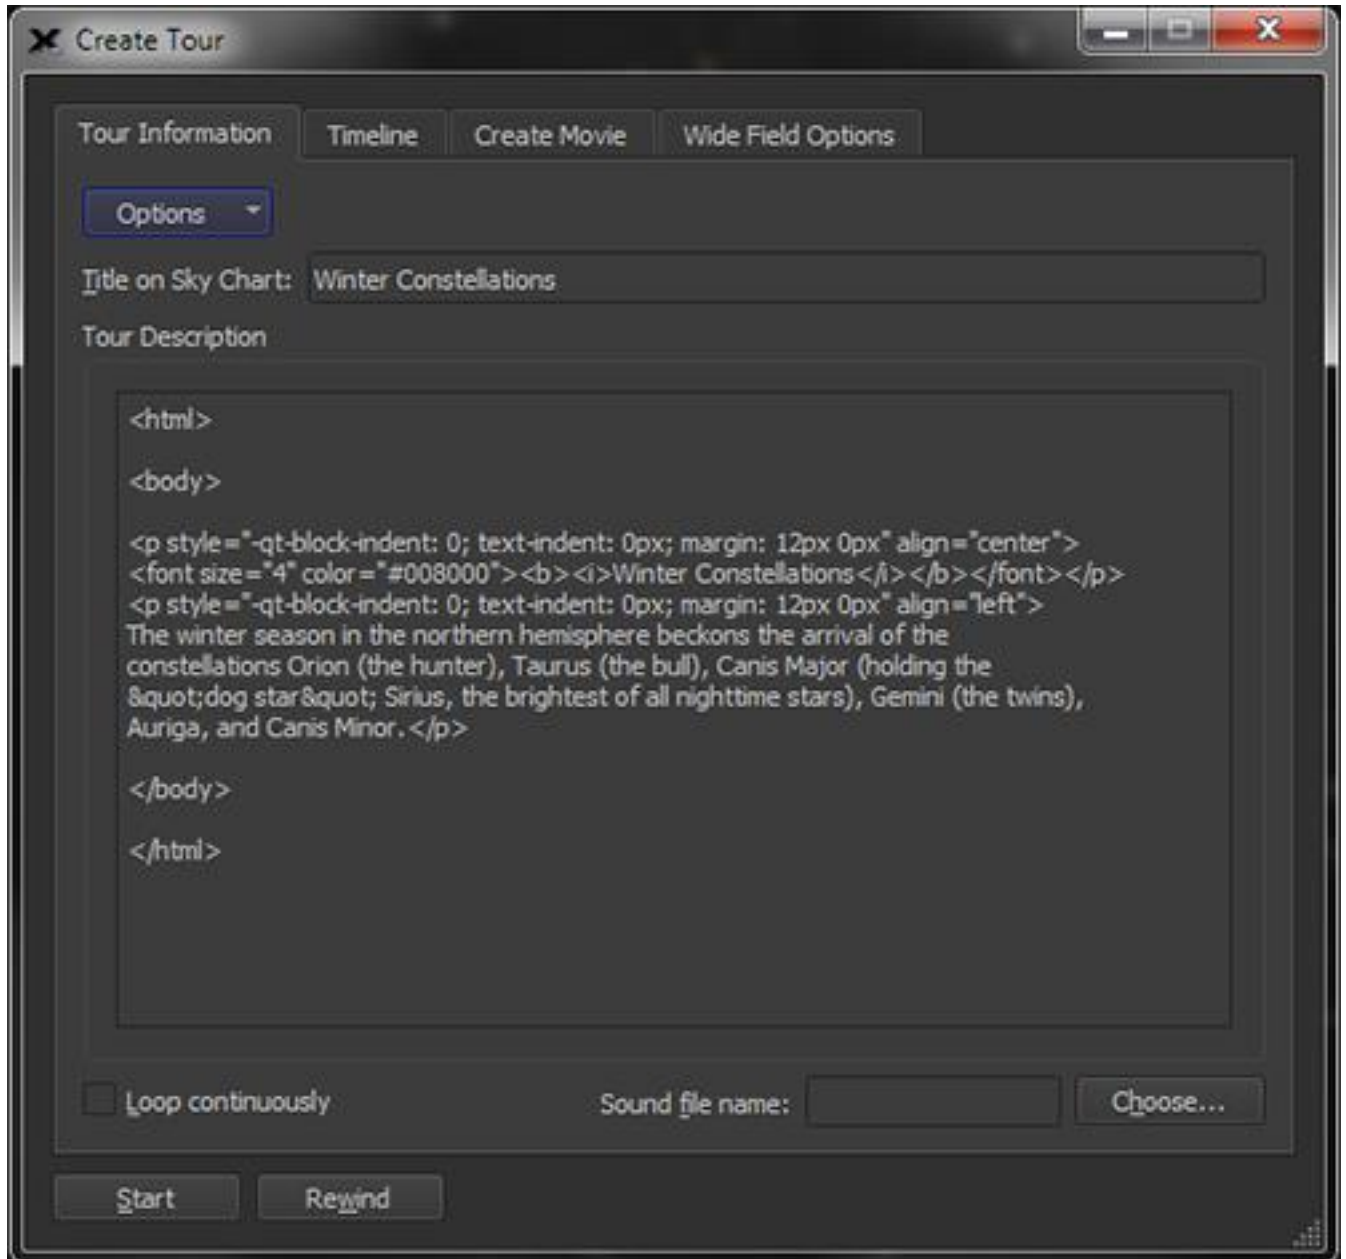 Create Tour
Tour Information Timeline Create Movie Wide Field Options
Options
Title on Sky Chart: Winter Constellations
Tour Description
<html>
<body>
<p style="-qt-block-indent: 0; text-indent: 0px; margin: 12px 0px" align="center">
<font size="4" color="#008000"><b><i>Winter Constellations</i></b></font></p>
<p style="-qt-block-indent: 0; text-indent: 0px; margin: 12px 0px" align="left">
The winter season in the northern hemisphere beckons the arrival of the
constellations Orion (the hunter), Taurus (the bull), Canis Major (holding the
&quot;dog star&quot; Sirius, the brightest of all nighttime stars), Gemini (the twins),
Auriga, and Canis Minor.</p>
</body>
</html>
Loop continuously Sound file name: Choose...
Start Rewind